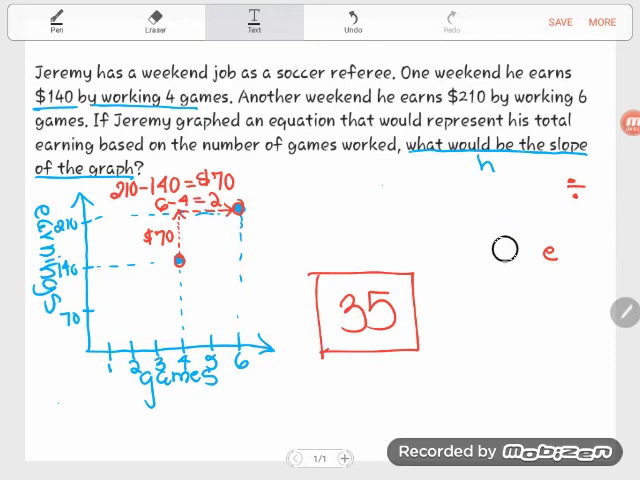 Pen Eraser Text Undo Redo SAVE MORE
Jeremy has a weekend job as a soccer referee. One weekend he earns
$140 by working 4 games. Another weekend he earns $210 by working 6
games. If Jeremy graphed an equation that would represent his total
earning based on the number of games worked, what would be the slope
of the graph?
h
÷
210-140=$70
6-4=2
210
$70
140
70
earnings
1 2 3 4 5 6
games
e
35
1/1
Recorded by mobizen